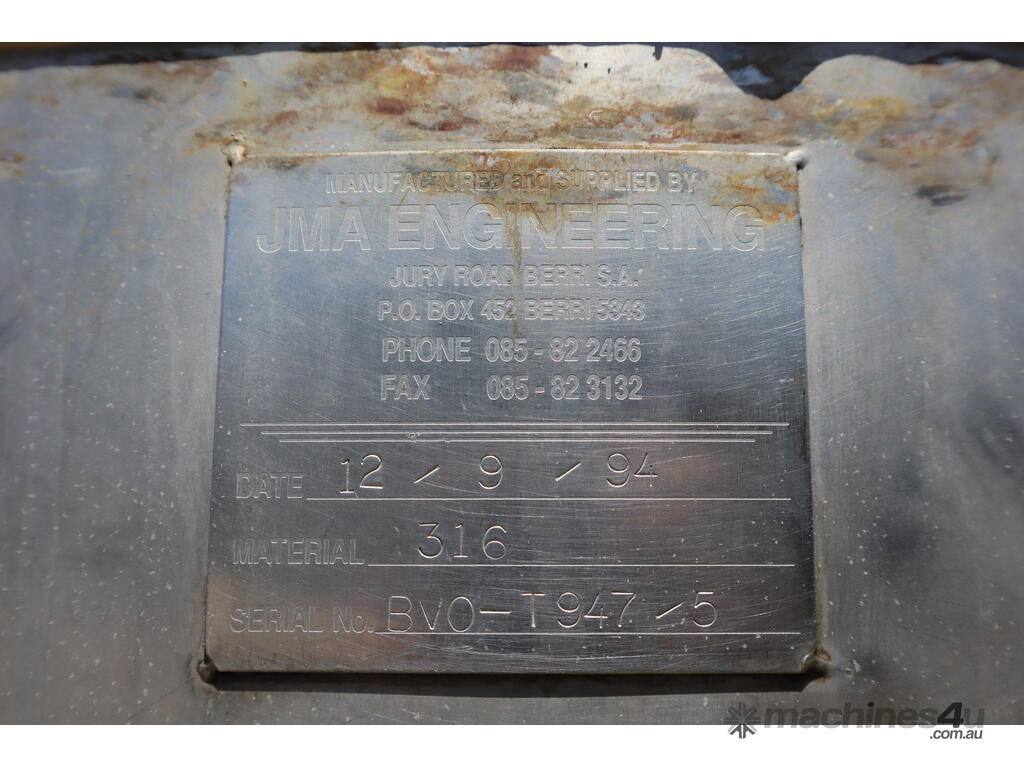 MANUFACTURED and SUPPLIED BY
JMA ENGINEERING
JURY ROAD BERRI S.A.
P.O. BOX 452 BERRI 5343
PHONE 085 - 82 2466
FAX 085 - 82 3132
DATE 12 / 9 / 94
MATERIAL 316
SERIAL No. BVO-T947/5
machines4u
.com.au